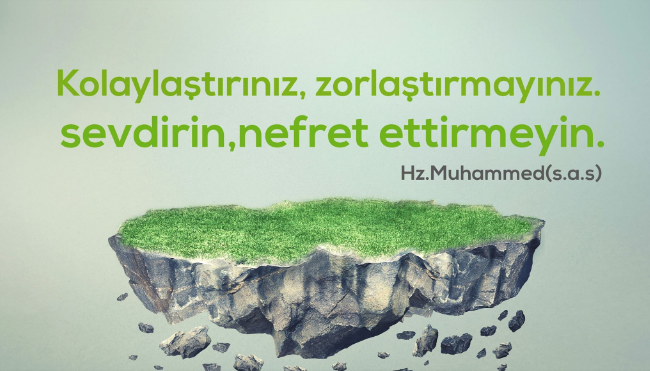 Kolaylaştırınız, zorlaştırmayınız.
sevdirin,nefret ettirmeyin.
Hz.Muhammed(s.a.s)